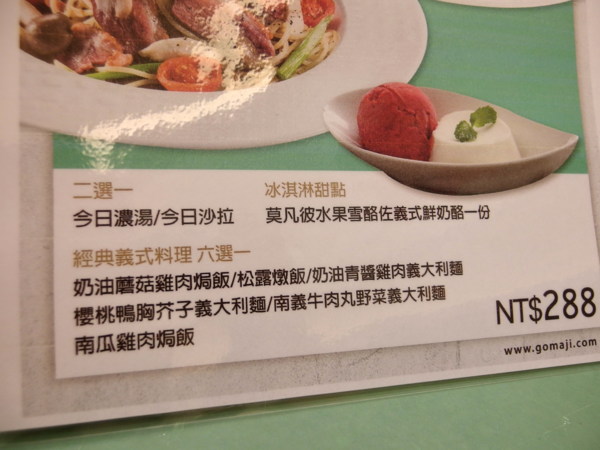 二選一
冰淇淋甜點
今日濃湯/今日沙拉
莫凡彼水果雪酪佐義式鮮奶酪一份
經典義式料理 六選一
奶油蘑菇雞肉焗飯/松露燉飯/奶油青醬雞肉義大利麵
櫻桃鴨胸芥子義大利麵/南義牛肉丸野菜義大利麵
南瓜雞肉焗飯
NT$288
www.gomaji.com